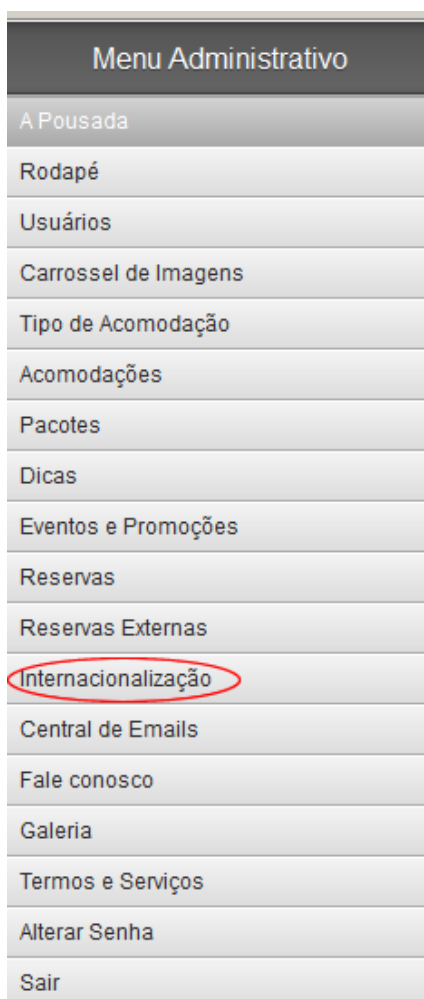 Menu Administrativo
A Pousada
Rodapé
Usuários
Carrossel de Imagens
Tipo de Acomodação
Acomodações
Pacotes
Dicas
Eventos e Promoções
Reservas
Reservas Externas
Internacionalização
Central de Emails
Fale conosco
Galeria
Termos e Serviços
Alterar Senha
Sair